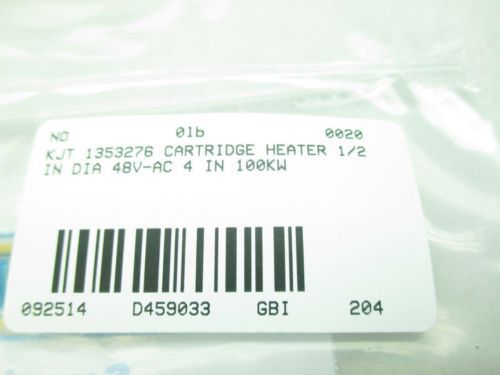 NO 01b 0020
KJT 1353276 CARTRIDGE HEATER 1/2
IN DIA 48V-AC 4 IN 100KW
092514 D459033 GBI 204